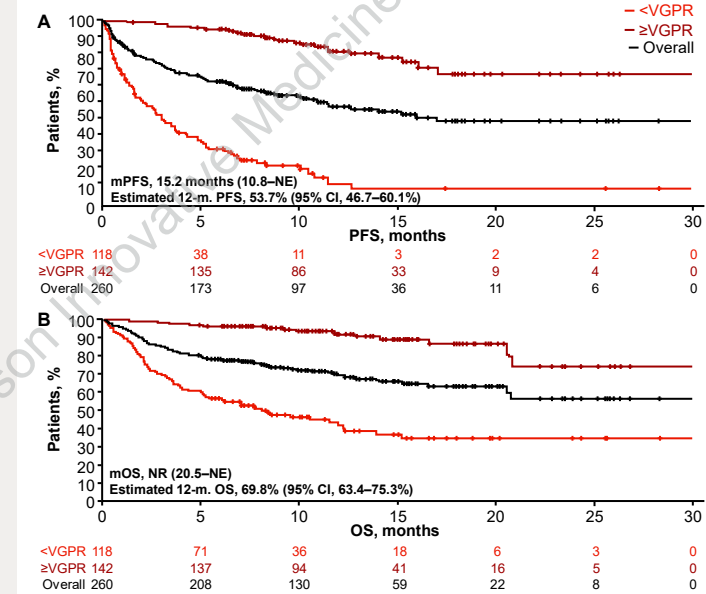 <VGPR
≥VGPR
Overall
A
Patients, %
100
90
80
70
60
50
40
30
20
10
0
mPFS, 15.2 months (10.8–NE)
Estimated 12-m. PFS, 53.7% (95% CI, 46.7–60.1%)
0 5 10 15 20 25 30
PFS, months
<VGPR 118 38 11 3 2 2 0
≥VGPR 142 135 86 33 9 4 0
Overall 260 173 97 36 11 6 0
B
Patients, %
100
90
80
70
60
50
40
30
20
10
0
mOS, NR (20.5–NE)
Estimated 12-m. OS, 69.8% (95% CI, 63.4–75.3%)
0 5 10 15 20 25 30
OS, months
<VGPR 118 71 36 18 6 3 0
≥VGPR 142 137 94 41 16 5 0
Overall 260 208 130 59 22 8 0
son Innovative Medicine